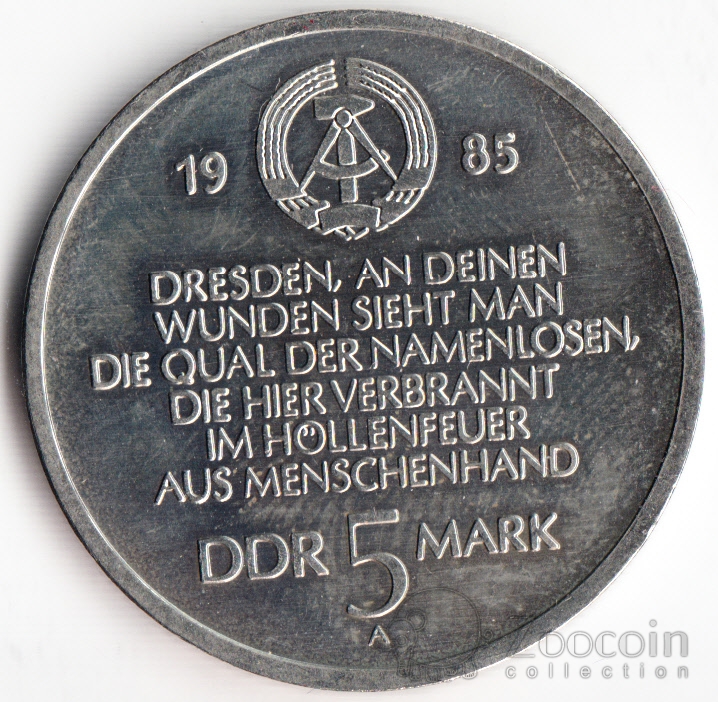 19 85
DRESDEN, AN DEINEN
WUNDEN SIEHT MAN
DIE QUAL DER NAMENLOSEN,
DIE HIER VERBRANNT
IM HÖLLENFEUER
AUS MENSCHENHAND
DDR 5 MARK
A
Zoocoin
collection